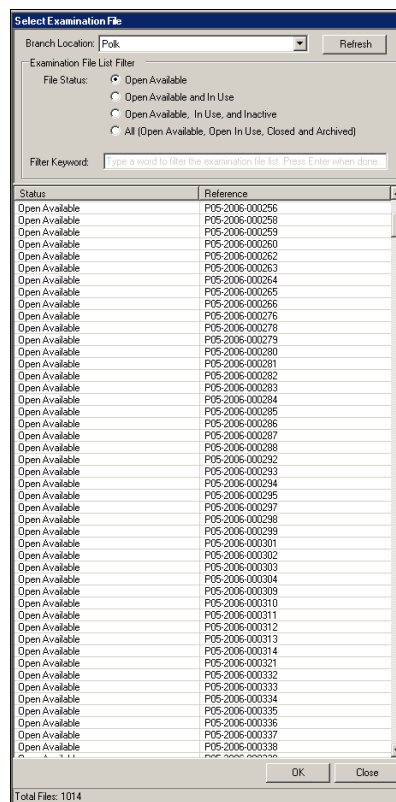 Select Examination File
Branch Location: Polk Refresh
Examination File List Filter
File Status: Open Available
Open Available and In Use
Open Available, In Use, and Inactive
All (Open Available, Open In Use, Closed and Archived)
Filter Keyword: Type a word to filter the examination file list. Press Enter when done.
Status Reference
Open Available P05-2006-000256
Open Available P05-2006-000258
Open Available P05-2006-000259
Open Available P05-2006-000260
Open Available P05-2006-000262
Open Available P05-2006-000263
Open Available P05-2006-000264
Open Available P05-2006-000265
Open Available P05-2006-000266
Open Available P05-2006-000276
Open Available P05-2006-000278
Open Available P05-2006-000279
Open Available P05-2006-000280
Open Available P05-2006-000281
Open Available P05-2006-000282
Open Available P05-2006-000283
Open Available P05-2006-000284
Open Available P05-2006-000285
Open Available P05-2006-000286
Open Available P05-2006-000287
Open Available P05-2006-000288
Open Available P05-2006-000292
Open Available P05-2006-000293
Open Available P05-2006-000294
Open Available P05-2006-000295
Open Available P05-2006-000297
Open Available P05-2006-000298
Open Available P05-2006-000299
Open Available P05-2006-000301
Open Available P05-2006-000302
Open Available P05-2006-000303
Open Available P05-2006-000304
Open Available P05-2006-000309
Open Available P05-2006-000310
Open Available P05-2006-000311
Open Available P05-2006-000312
Open Available P05-2006-000313
Open Available P05-2006-000314
Open Available P05-2006-000321
Open Available P05-2006-000332
Open Available P05-2006-000333
Open Available P05-2006-000334
Open Available P05-2006-000335
Open Available P05-2006-000336
Open Available P05-2006-000337
Open Available P05-2006-000338
OK Close
Total Files: 1014